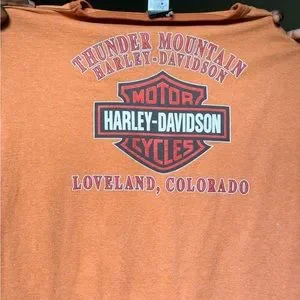 THUNDER MOUNTAIN
HARLEY-DAVIDSON
MOTOR
HARLEY-DAVIDSON
CYCLES
LOVELAND, COLORADO